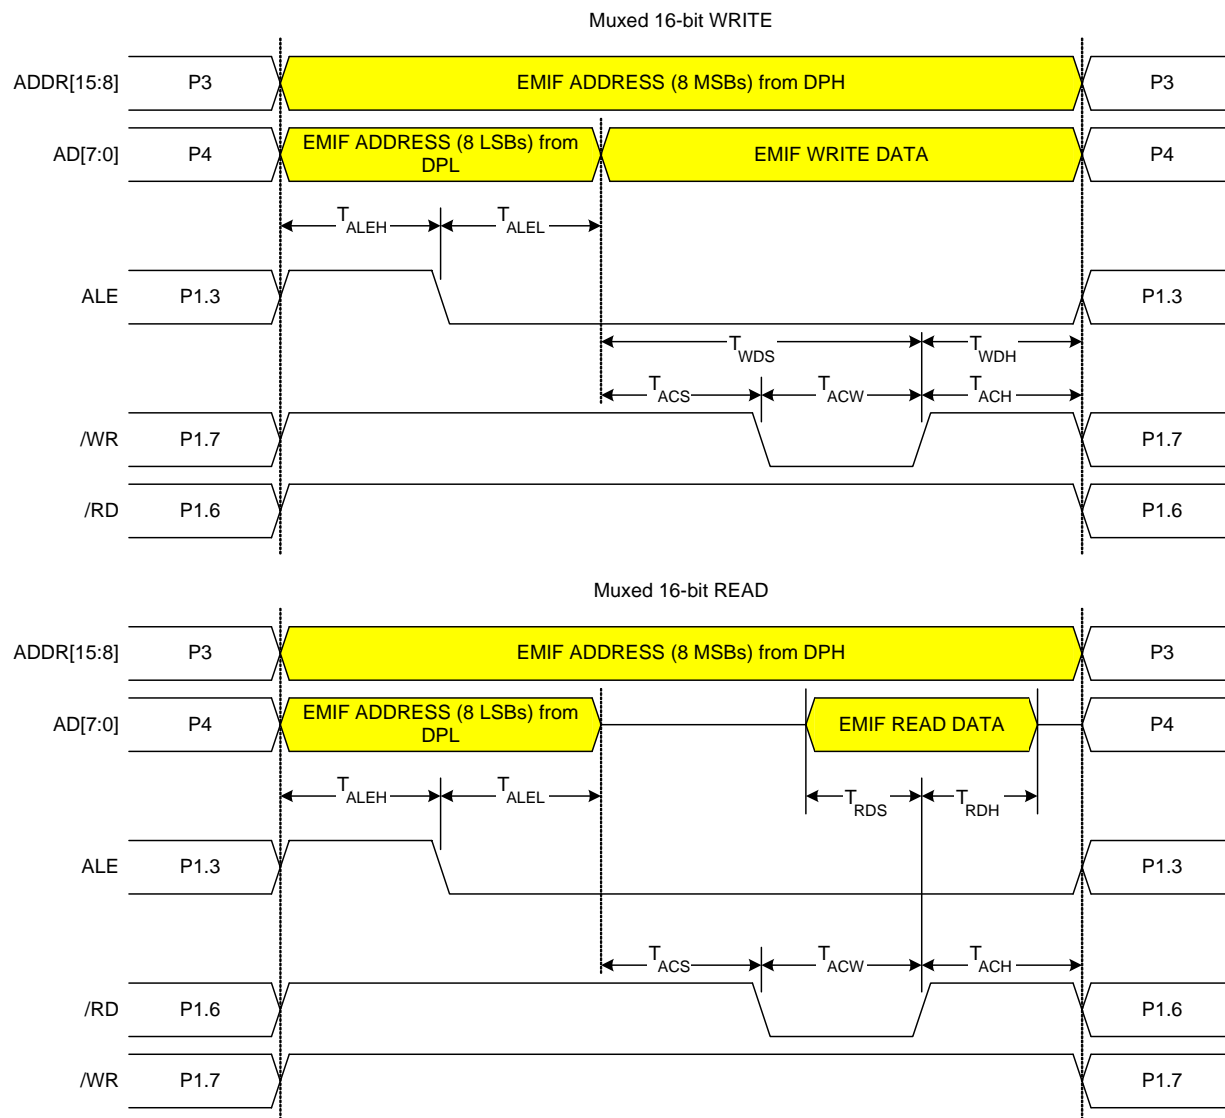 Muxed 16-bit WRITE
ADDR[15:8] P3 EMIF ADDRESS (8 MSBs) from DPH P3
AD[7:0] P4 EMIF ADDRESS (8 LSBs) from
DPL EMIF WRITE DATA P4
TALEH TALEL
ALE P1.3 P1.3
TWDS TWDH
TACS TACW TACH
/WR P1.7 P1.7
/RD P1.6 P1.6
Muxed 16-bit READ
ADDR[15:8] P3 EMIF ADDRESS (8 MSBs) from DPH P3
AD[7:0] P4 EMIF ADDRESS (8 LSBs) from
DPL EMIF READ DATA P4
TALEH TALEL TRDS TRDH
ALE P1.3 P1.3
TACS TACW TACH
/RD P1.6 P1.6
/WR P1.7 P1.7